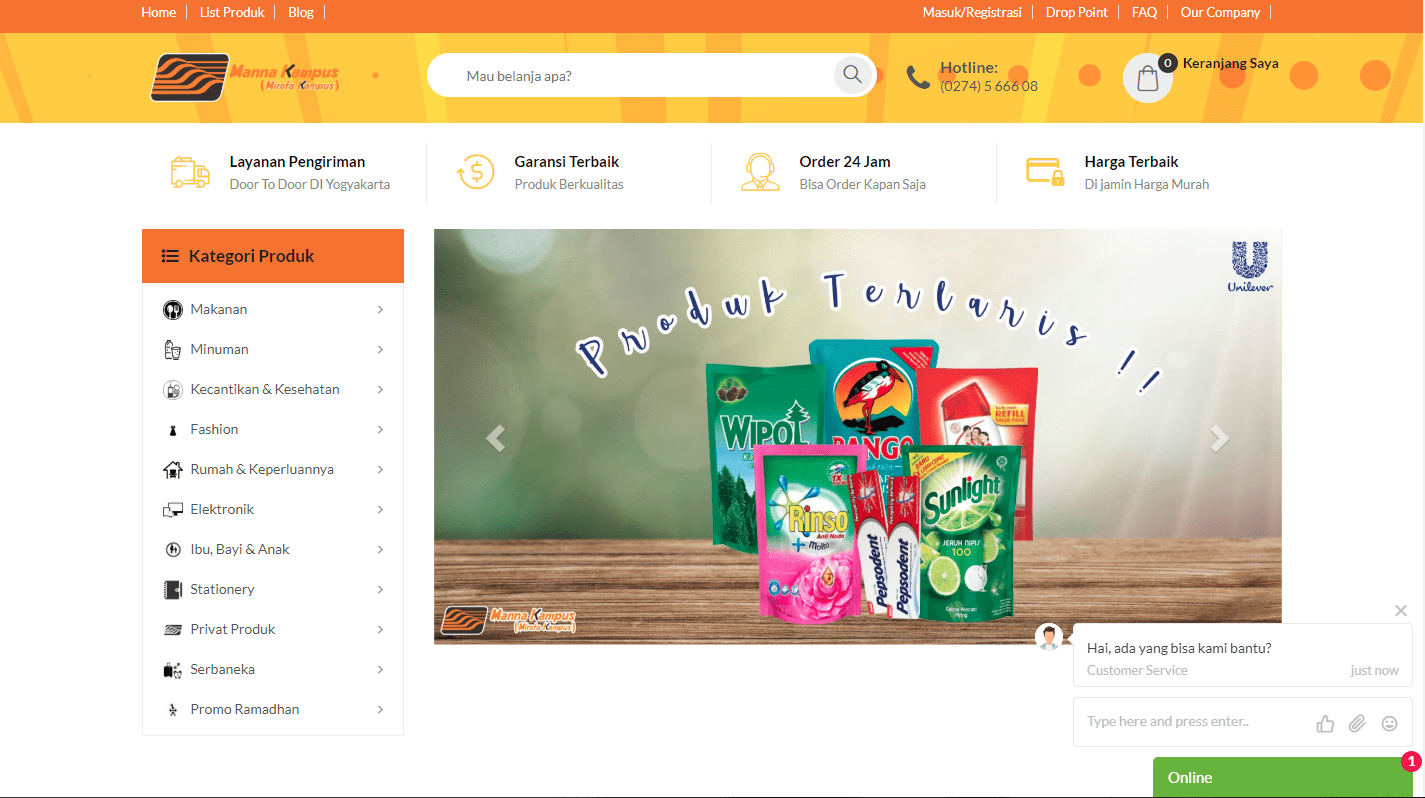 Home
List Produk
Blog
Masuk/Registrasi
Drop Point
FAQ
Our Company
Manna Kampus
(Mirota Kampus)
Mau belanja apa?
Hotline:
(0274) 5 666 08
0
Keranjang Saya
Layanan Pengiriman
Door To Door DI Yogyakarta
Garansi Terbaik
Produk Berkualitas
Order 24 Jam
Bisa Order Kapan Saja
Harga Terbaik
Di jamin Harga Murah
Kategori Produk
Makanan
Minuman
Kecantikan & Kesehatan
Fashion
Rumah & Keperluannya
Elektronik
Ibu, Bayi & Anak
Stationery
Privat Produk
Serbaneka
Promo Ramadhan
Produk Terlaris !!
Unilever
WIPOL
REFILL
VALUE PACK
Sunlight
JERUK NIPIS
100
Rinso
Anti Noda
+ Molto
Pepsodent
Pepsodent
Manna Kampus
(Mirota Kampus)
Hai, ada yang bisa kami bantu?
Customer Service
just now
Type here and press enter..
Online
1